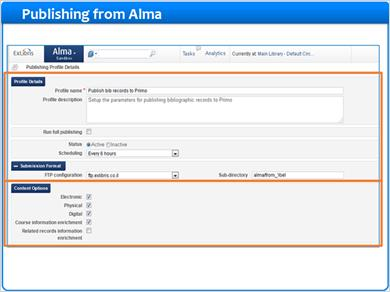 Publishing from Alma
ExLibris
Alma
Sandbox
Tasks
Analytics
Currently at: Main Library - Default Circ...
Publishing Profile Details
Profile Details
Profile name * Publish bib records to Primo
Profile description Setup the parameters for publishing bibliographic records to Primo
Run full publishing
Status Active Inactive
Scheduling Every 6 hours
Submission Format
FTP configuration ftp.exlibris.co.il Sub-directory
Content Options
Electronic
Physical
Digital
Course information enrichment
Related records information
enrichment